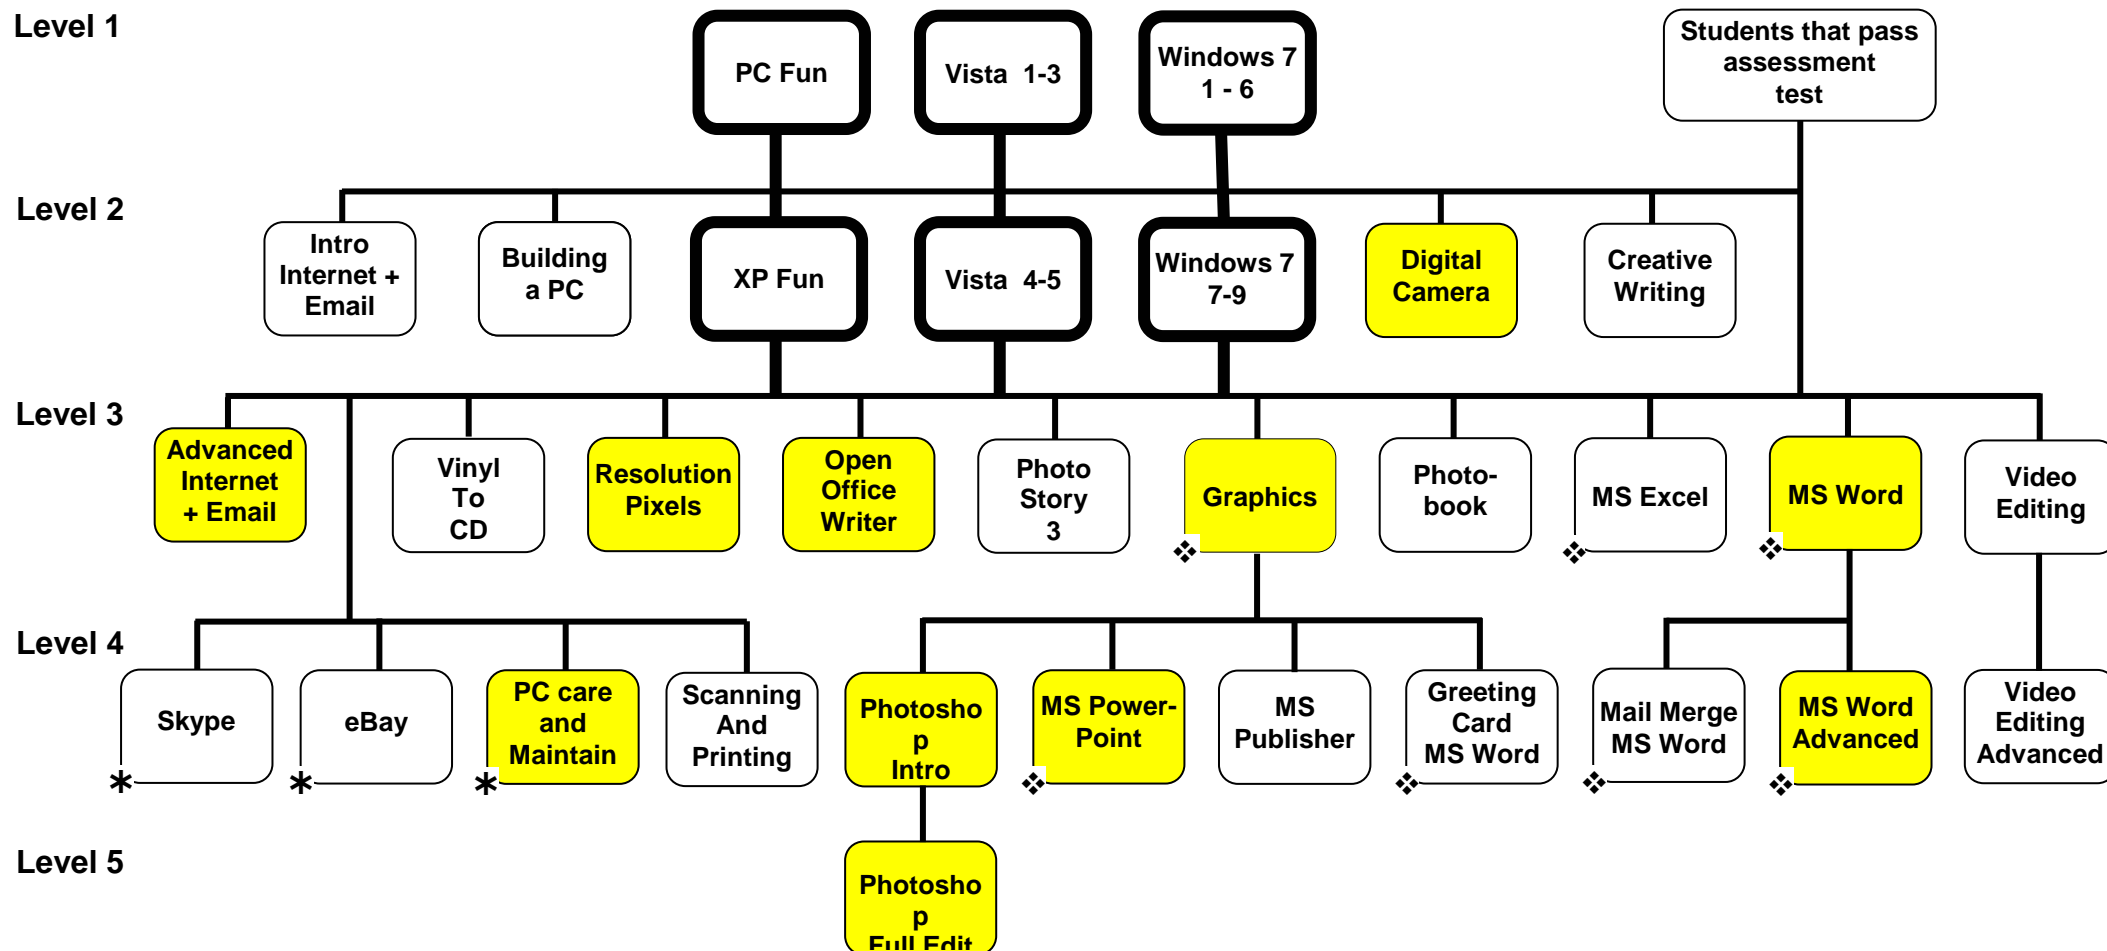 Level 1
PC Fun
Vista 1-3
Windows 7
1 - 6
Students that pass
assessment
test
Level 2
Intro
Internet +
Email
Building
a PC
XP Fun
Vista 4-5
Windows 7
7-9
Digital
Camera
Creative
Writing
Level 3
Advanced
Internet
+ Email
Vinyl
To
CD
Resolution
Pixels
Open
Office
Writer
Photo
Story
3
Graphics
Photo-
book
MS Excel
MS Word
Video
Editing
Level 4
Skype
eBay
PC care
and
Maintain
Scanning
And
Printing
Photosho
p
Intro
MS Power-
Point
MS
Publisher
Greeting
Card
MS Word
Mail Merge
MS Word
MS Word
Advanced
Video
Editing
Advanced
Level 5
Photosho
p
Full Edit